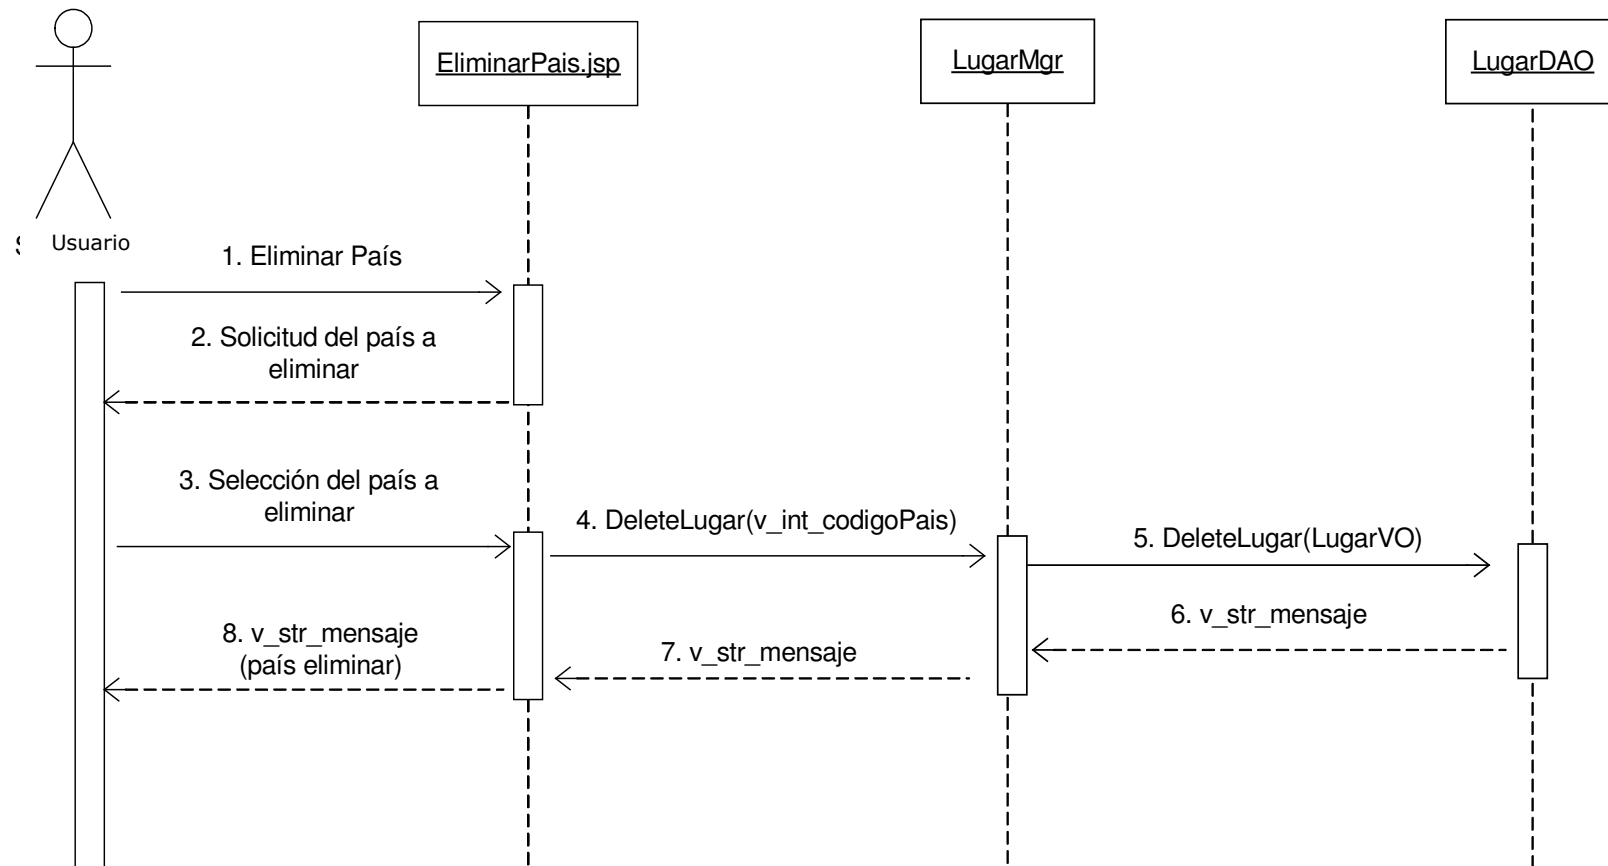 EliminarPais.jsp
LugarMgr
LugarDAO
Usuario
1. Eliminar País
2. Solicitud del país a
eliminar
3. Selección del país a
eliminar
4. DeleteLugar(v_int_codigoPais)
5. DeleteLugar(LugarVO)
6. v_str_mensaje
7. v_str_mensaje
8. v_str_mensaje
(país eliminar)